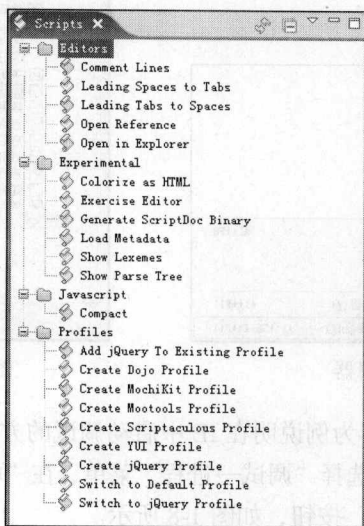 Scripts
Editors
Comment Lines
Leading Spaces to Tabs
Leading Tabs to Spaces
Open Reference
Open in Explorer
Experimental
Colorize as HTML
Exercise Editor
Generate ScriptDoc Binary
Load Metadata
Show Lexemes
Show Parse Tree
Javascript
Compact
Profiles
Add jQuery To Existing Profile
Create Dojo Profile
Create MochiKit Profile
Create Mootools Profile
Create Scriptaculous Profile
Create YUI Profile
Create jQuery Profile
Switch to Default Profile
Switch to jQuery Profile